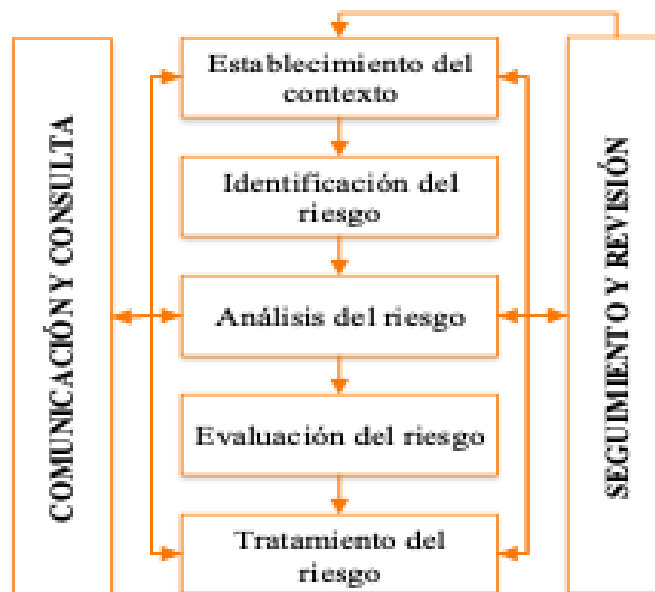 COMUNICACIÓN Y CONSULTA
Establecimiento del
contexto
Identificación del
riesgo
Análisis del riesgo
Evaluación del riesgo
Tratamiento del
riesgo
SEGUIMIENTO Y REVISIÓN